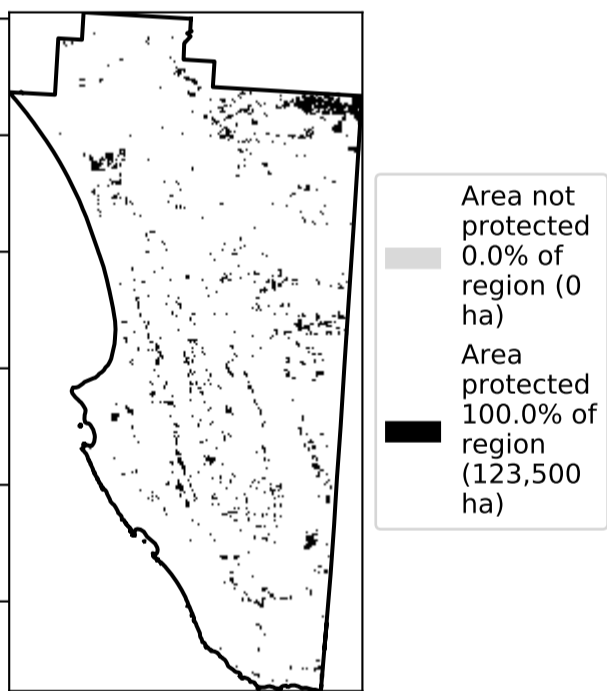 Area not
protected
0.0% of
region (0
ha)
Area
protected
100.0% of
region
(123,500
ha)